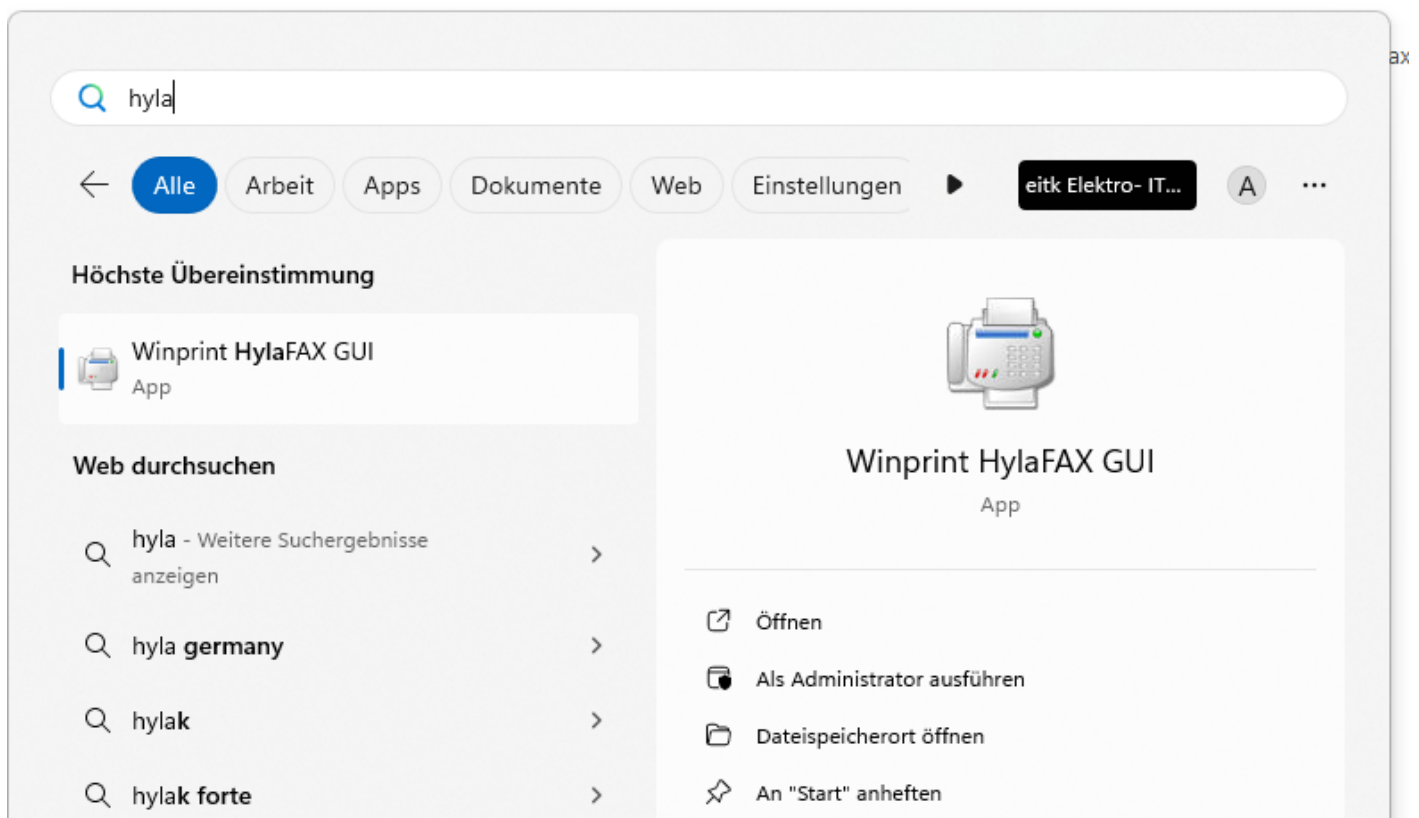 ax
hyla
Alle Arbeit Apps Dokumente Web Einstellungen eitk Elektro- IT... A ...
Höchste Übereinstimmung
Winprint HylaFAX GUI
App
Web durchsuchen
hyla - Weitere Suchergebnisse
anzeigen
hyla germany
hylak
hylak forte
Winprint HylaFAX GUI
App
Öffnen
Als Administrator ausführen
Dateispeicherort öffnen
An "Start" anheften